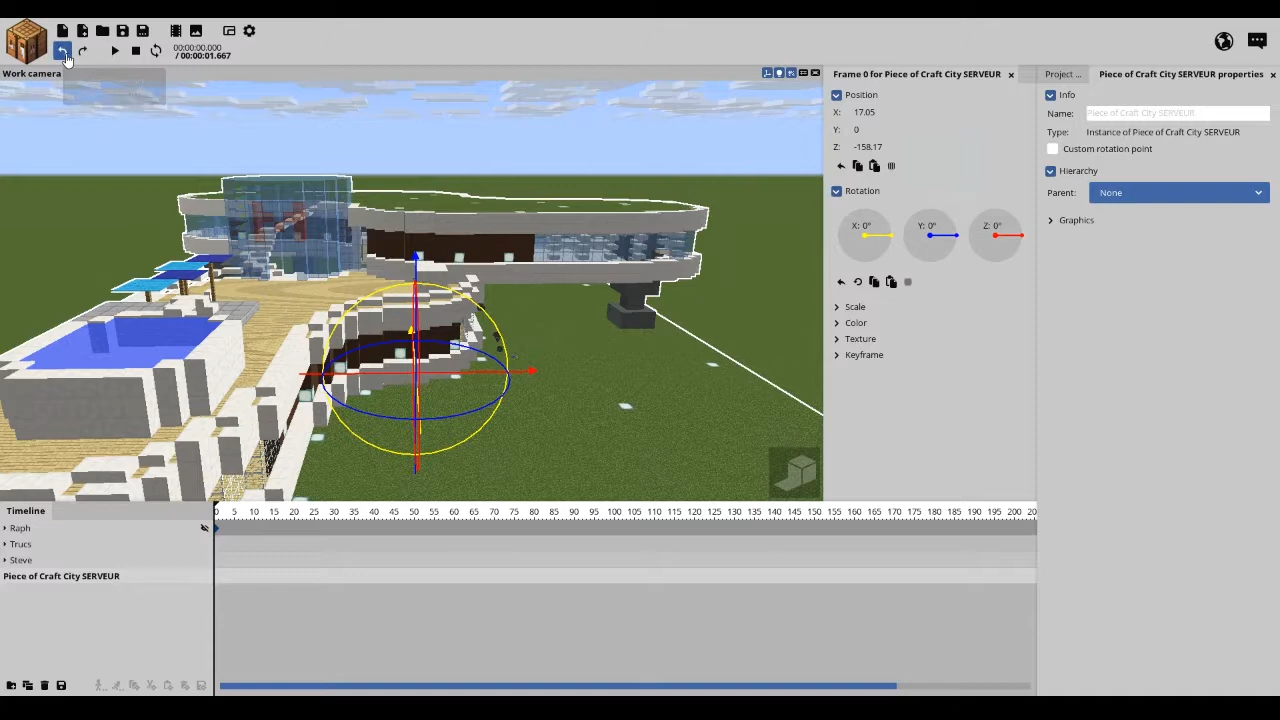 00:00:00.000
/ 00:00:01.667
Work camera
Frame 0 for Piece of Craft City SERVEUR
Position
X: 17.05
Y: 0
Z: -158.17
Rotation
X: 0° Y: 0° Z: 0°
Scale
Color
Texture
Keyframe
Project ... Piece of Craft City SERVEUR properties
Info
Name: Piece of Craft City SERVEUR
Type: Instance of Piece of Craft City SERVEUR
Custom rotation point
Hierarchy
Parent: None
Graphics
Timeline
0 5 10 15 20 25 30 35 40 45 50 55 60 65 70 75 80 85 90 95 100 105 110 115 120 125 130 135 140 145 150 155 160 165 170 175 180 185 190 195 200 20
Raph
Trucs
Steve
Piece of Craft City SERVEUR